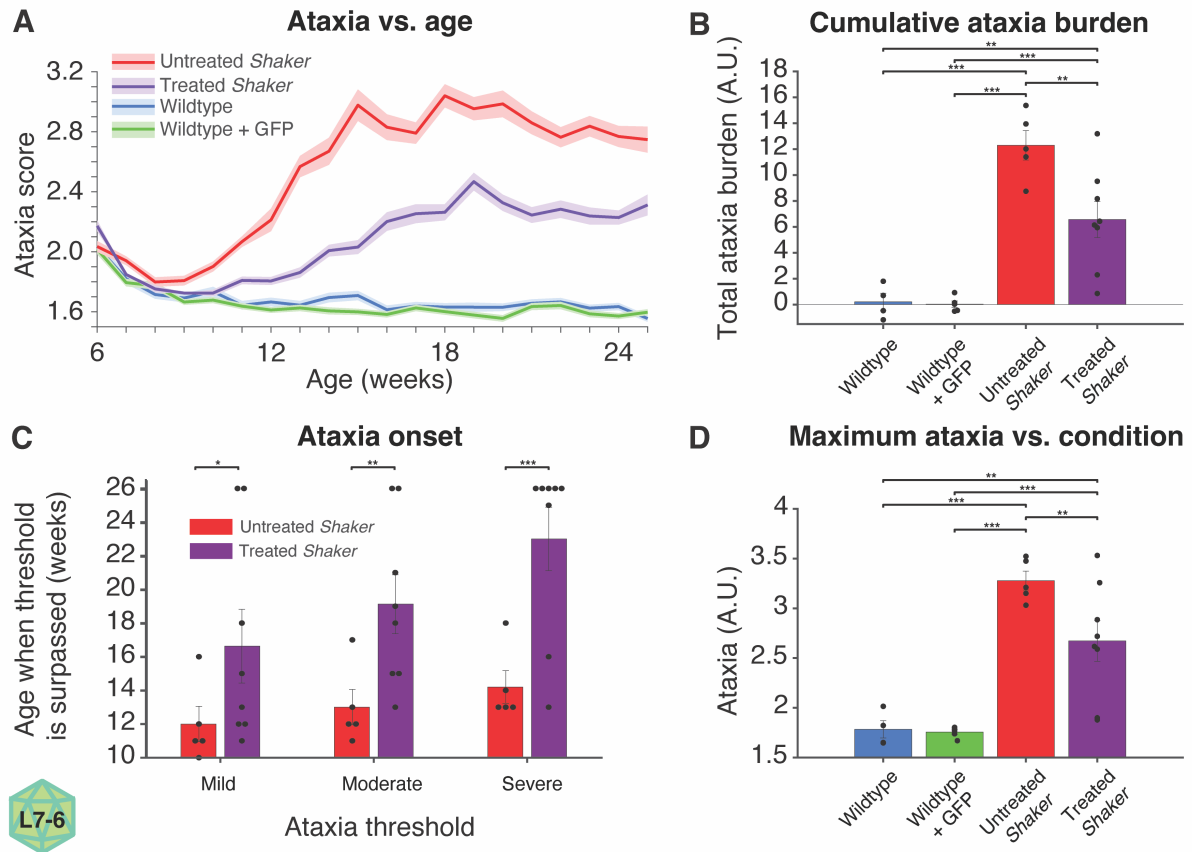 A
Ataxia vs. age
Untreated Shaker
Treated Shaker
Wildtype
Wildtype + GFP
3.2
2.8
2.4
2.0
1.6
Ataxia score
6
12
18
24
Age (weeks)
B
Cumulative ataxia burden
**
***
***
**
***
18
16
14
12
10
8
6
4
2
0
Total ataxia burden (A.U.)
Wildtype
Wildtype
+ GFP
Untreated
Shaker
Treated
Shaker
C
Ataxia onset
*
**
***
26
24
22
20
18
16
14
12
10
Age when threshold
is surpassed (weeks)
Untreated Shaker
Treated Shaker
Mild
Moderate
Severe
Ataxia threshold
L7-6
D
Maximum ataxia vs. condition
**
***
***
**
***
4
3.5
3
2.5
2
1.5
Ataxia (A.U.)
Wildtype
Wildtype
+ GFP
Untreated
Shaker
Treated
Shaker